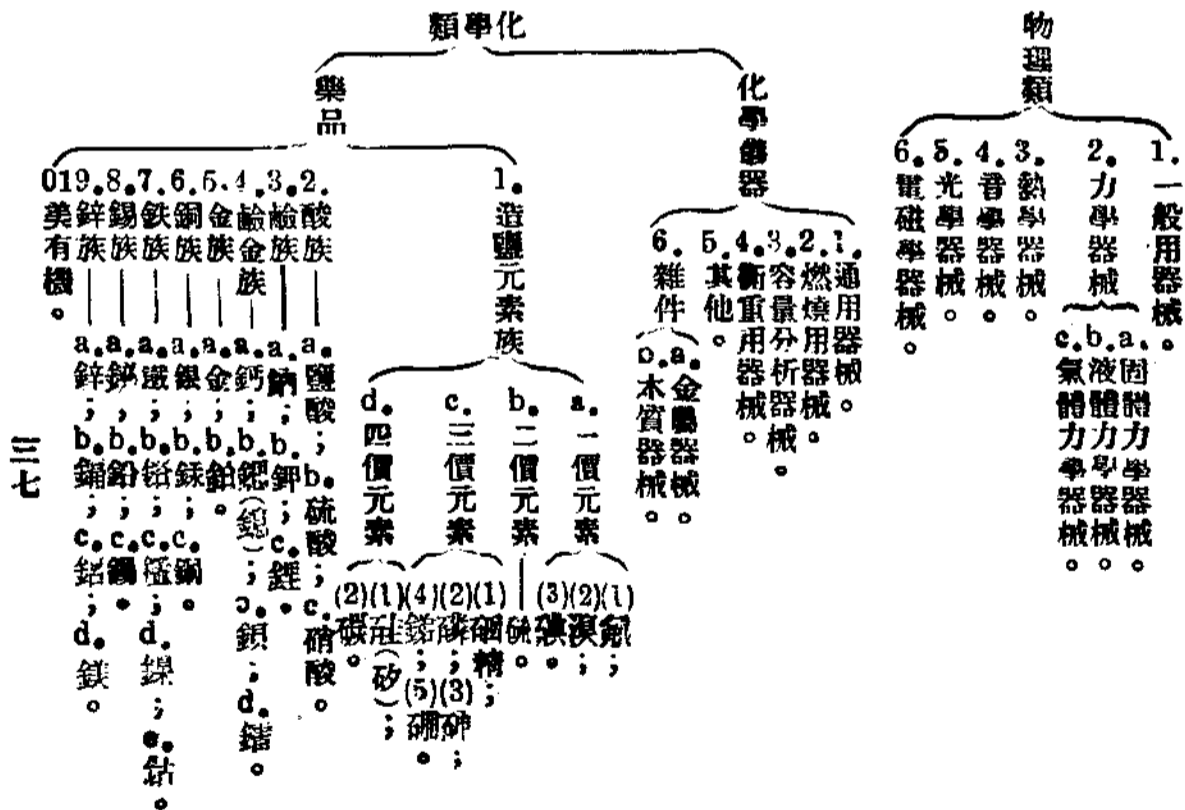 物理類
1.一般用器械。
2.力學器械
a.固體力學器械。
b.液體力學器械。
c.氣體力學器械。
3.熱學器械。
4.音學器械。
5.光學器械。
6.電磁學器械。
化學類
化學儀器
1.通用器械。
2.燃燒用器械。
3.容量分析器械。
4.衡重用器械。
5.其他。
6.雜件
a.金屬器械。
b.木質器械。
藥品
1.造鹽元素族
a.一價元素
(1)
(2)溴;
(3)碘。
b.二價元素
硫。
c.三價元素
(1)硇精;
(2)磷;(3)砷;
(4)銻;(5)硼。
d.四價元素
(1)硅(矽);
(2)碳。
2.酸族
a.鹽酸;b.硫酸;c.硝酸。
3.鹼族
a.鈉;b.鉀;c.鋰。
4.鹼金族
a.鈣;b.鍶();c.鋇;d.
5.金族
a.金;b.鉑。
6.銅族
a.銀;b.銾;c.銅。
7.鉄族
a.鐵;b.c.錳;d.鎳;e.鈷。
8.錫族
a.b.鉛;c.錫。
9.鋅族
a.鋅;b.鎘;c.d.鎂。
01美有機。
三七